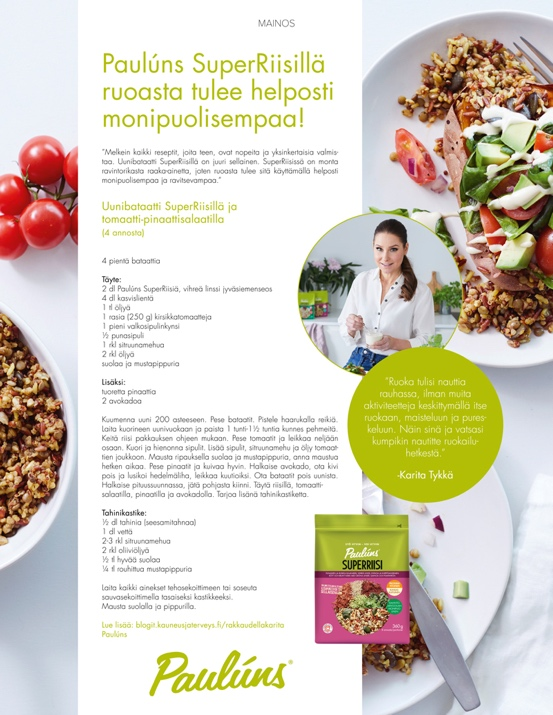 MAINOS
Paulúns SuperRiisillä
ruoasta tulee helposti
monipuolisempaa!
"Melkein kaikki reseptit, joita teen, ovat nopeita ja yksinkertaisia valmis-
taa. Uunibataatti SuperRiisillä on juuri sellainen. SuperRiisissä on monta
ravintorikasta raaka-ainetta, joten ruoasta tulee sitä käyttämällä helposti
monipuolisempaa ja ravitsevampaa."
Uunibataatti SuperRiisillä ja
tomaatti-pinaattisalaatilla
(4 annosta)
4 pientä bataattia
Täyte:
2 dl Paulúns SuperRiisiä, vihreä linssi jyväsiemenseos
4 dl kasvislientä
1 tl öljyä
1 rasia (250 g) kirsikkatomaatteja
1 pieni valkosipulinkynsi
½ punasipuli
1 rkl sitruunamehua
2 rkl öljyä
suolaa ja mustapippuria
Lisäksi:
tuoretta pinaattia
2 avokadoa
Kuumenna uuni 200 asteeseen. Pese bataatit. Pistele haarukalla reikiä.
Laita kuorineen uunivuokaan ja paista 1 tunti-1½ tuntia kunnes pehmeitä.
Keitä riisi pakkauksen ohjeen mukaan. Pese tomaatit ja leikkaa neljään
osaan. Kuori ja hienonna sipulit. Lisää sipulit, sitruunamehu ja öljy tomaat-
tien joukkoon. Mausta ripauksella suolaa ja mustapippuria, anna maustua
hetken aikaa. Pese pinaatit ja kuivaa hyvin. Halkaise avokado, ota kivi
pois ja lusikoi hedelmäliha, leikkaa kuutioiksi. Ota bataatit pois uunista.
Halkaise pituussuunnassa, jätä pohjasta kiinni. Täytä riisillä, tomaatti-
salaatilla, pinaatilla ja avokadolla. Tarjoa lisänä tahinikastiketta.
Tahinikastike:
½ dl tahinia (seesamitahnaa)
1 dl vettä
2-3 rkl sitruunamehua
2 rkl oliiviöljyä
½ tl hyvää suolaa
¼ tl rouhittua mustapippuria
Laita kaikki ainekset tehosekoittimeen tai soseuta
sauvasekoittimella tasaiseksi kastikkeeksi.
Mausta suolalla ja pippurilla.
Lue lisää: blogit.kauneusjaterveys.fi/rakkaudellakarita
Paulúns
Paulúns®
"Ruoka tulisi nauttia
rauhassa, ilman muita
aktiviteetteja keskittymällä itse
ruokaan, maisteluun ja pures-
keluun. Näin sinä ja vatsasi
kumpikin nautitte ruokailu-
hetkestä."
-Karita Tykkä
Paulúns
SUPERRIISI
360g